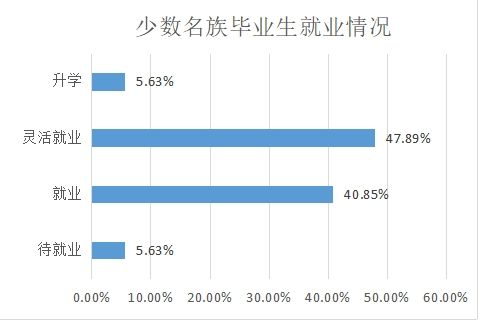 少数名族毕业生就业情况
升学 5.63%
灵活就业 47.89%
就业 40.85%
待就业 5.63%
0.00% 10.00% 20.00% 30.00% 40.00% 50.00% 60.00%